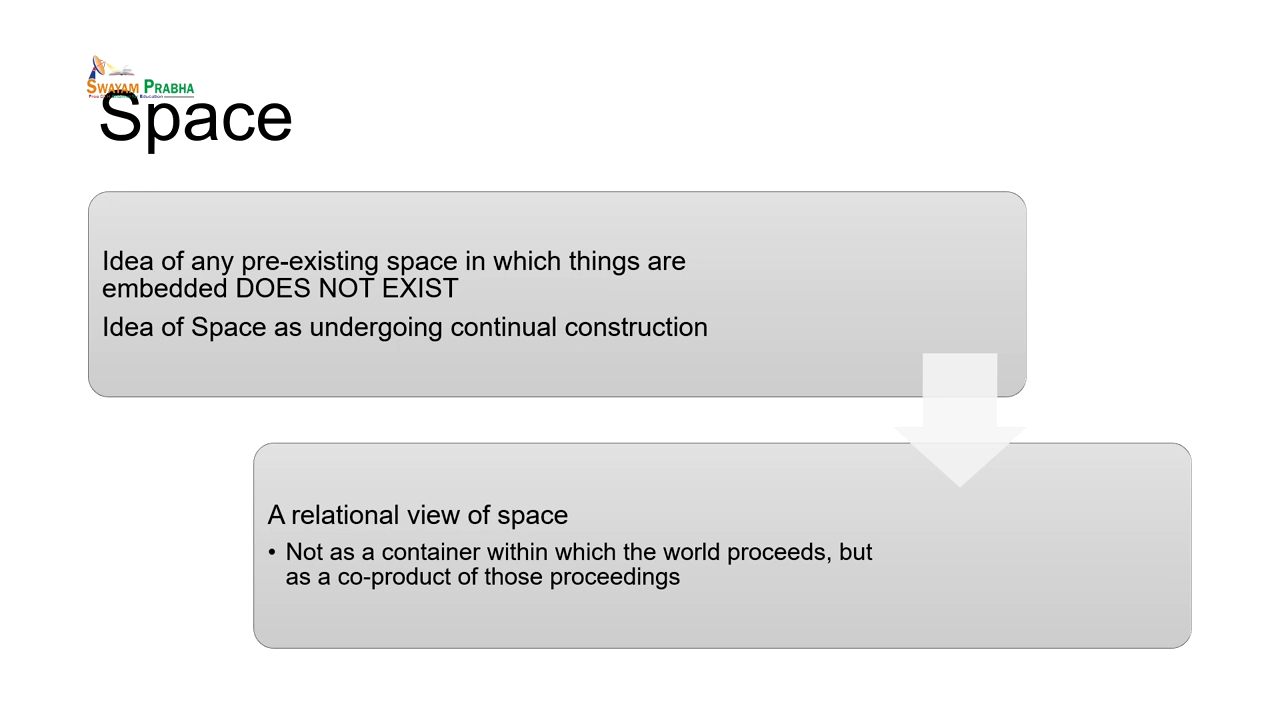 SWAYAM PRABHA
Space
Idea of any pre-existing space in which things are
embedded DOES NOT EXIST
Idea of Space as undergoing continual construction
A relational view of space
• Not as a container within which the world proceeds, but
as a co-product of those proceedings